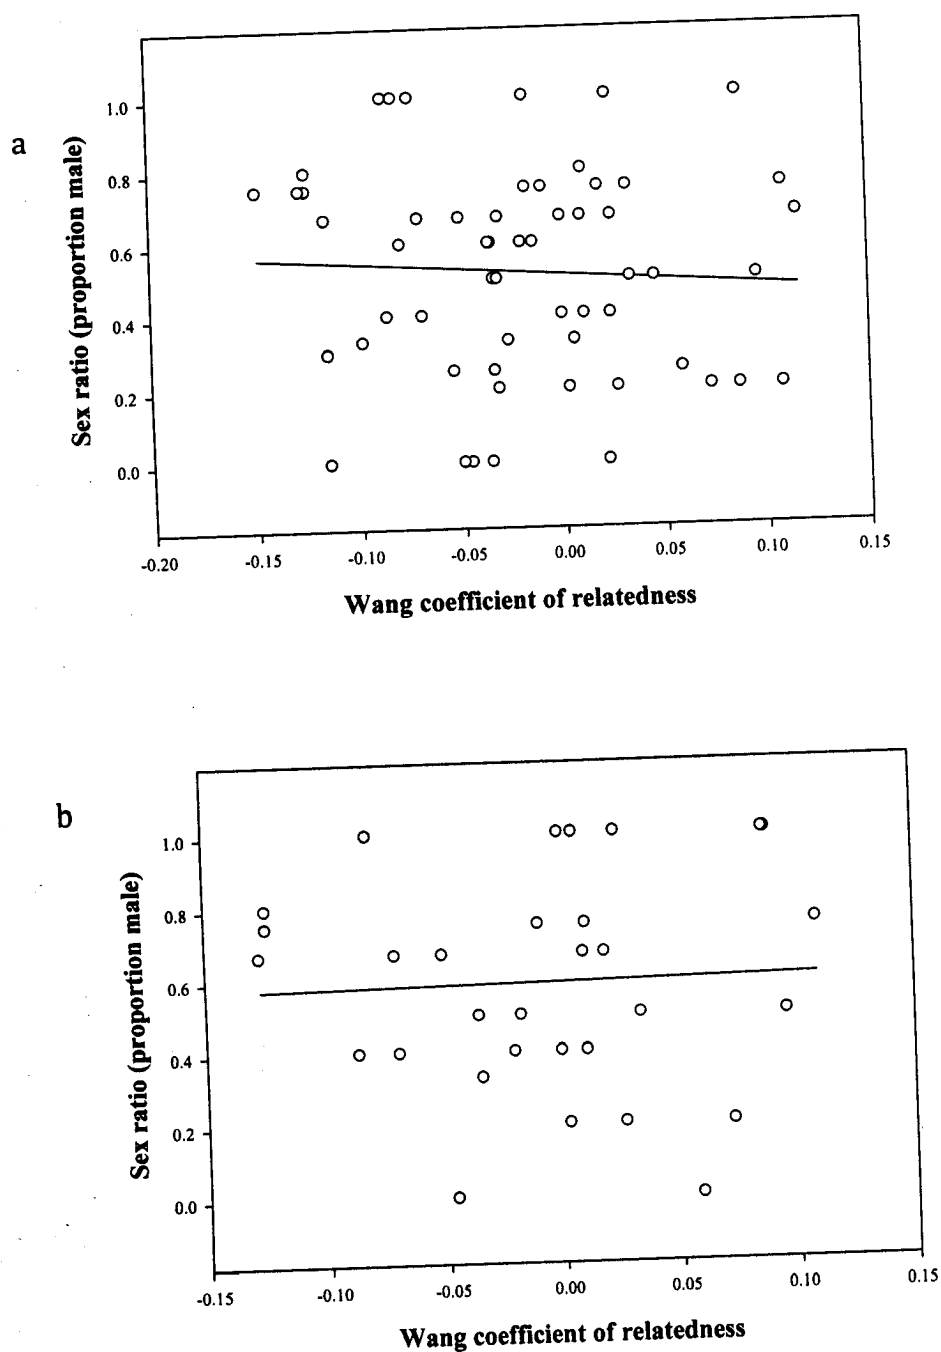 a
Sex ratio (proportion male)
1.0
0.8
0.6
0.4
0.2
0.0
-0.20 -0.15 -0.10 -0.05 0.00 0.05 0.10 0.15
Wang coefficient of relatedness
b
Sex ratio (proportion male)
1.0
0.8
0.6
0.4
0.2
0.0
-0.15 -0.10 -0.05 0.00 0.05 0.10 0.15
Wang coefficient of relatedness